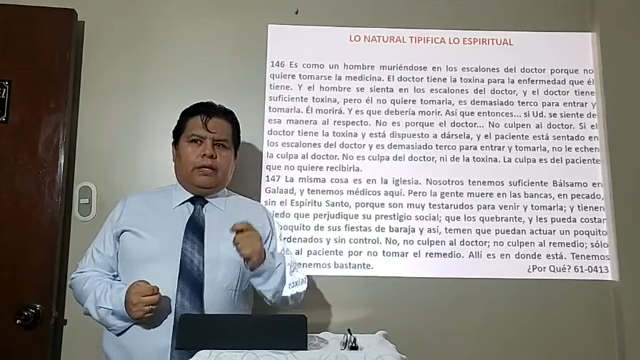 LO NATURAL TIPIFICA LO ESPIRITUAL
146 Es como un hombre muriéndose en los escalones del doctor porque no
quiere tomarse la medicina. El doctor tiene la toxina para la enfermedad que él
tiene. Y el hombre se sienta en los escalones del doctor, y el doctor tiene
suficiente toxina, pero él no quiere tomarla, es demasiado terco para entrar y
tomarla. Él morirá. Y es que debería morir. Así que entonces... si Ud. se siente de
esa manera al respecto. No es porque el doctor... No culpen al doctor. Si el
doctor tiene la toxina y está dispuesto a dársela, y el paciente está sentado en
los escalones del doctor y es demasiado terco para entrar y tomarla, no le echen
la culpa al doctor. No es culpa del doctor, ni de la toxina. La culpa es del paciente
que no quiere recibirla.
147 La misma cosa es en la iglesia. Nosotros tenemos suficiente Bálsamo en
Galaad, y tenemos médicos aquí. Pero la gente muere en las bancas, en pecado,
sin el Espíritu Santo, porque son muy testarudos para venir y tomarla; y tienen
miedo que perjudique su prestigio social; que los quebrante, y les pueda costar
poquito de sus fiestas de baraja y así, temen que puedan actuar un poquito
y sin control. No, no culpen al doctor; no culpen al remedio; sólo
al paciente por no tomar el remedio. Allí es en donde está. Tenemos
tenemos bastante.
¿Por Qué? 61-0413